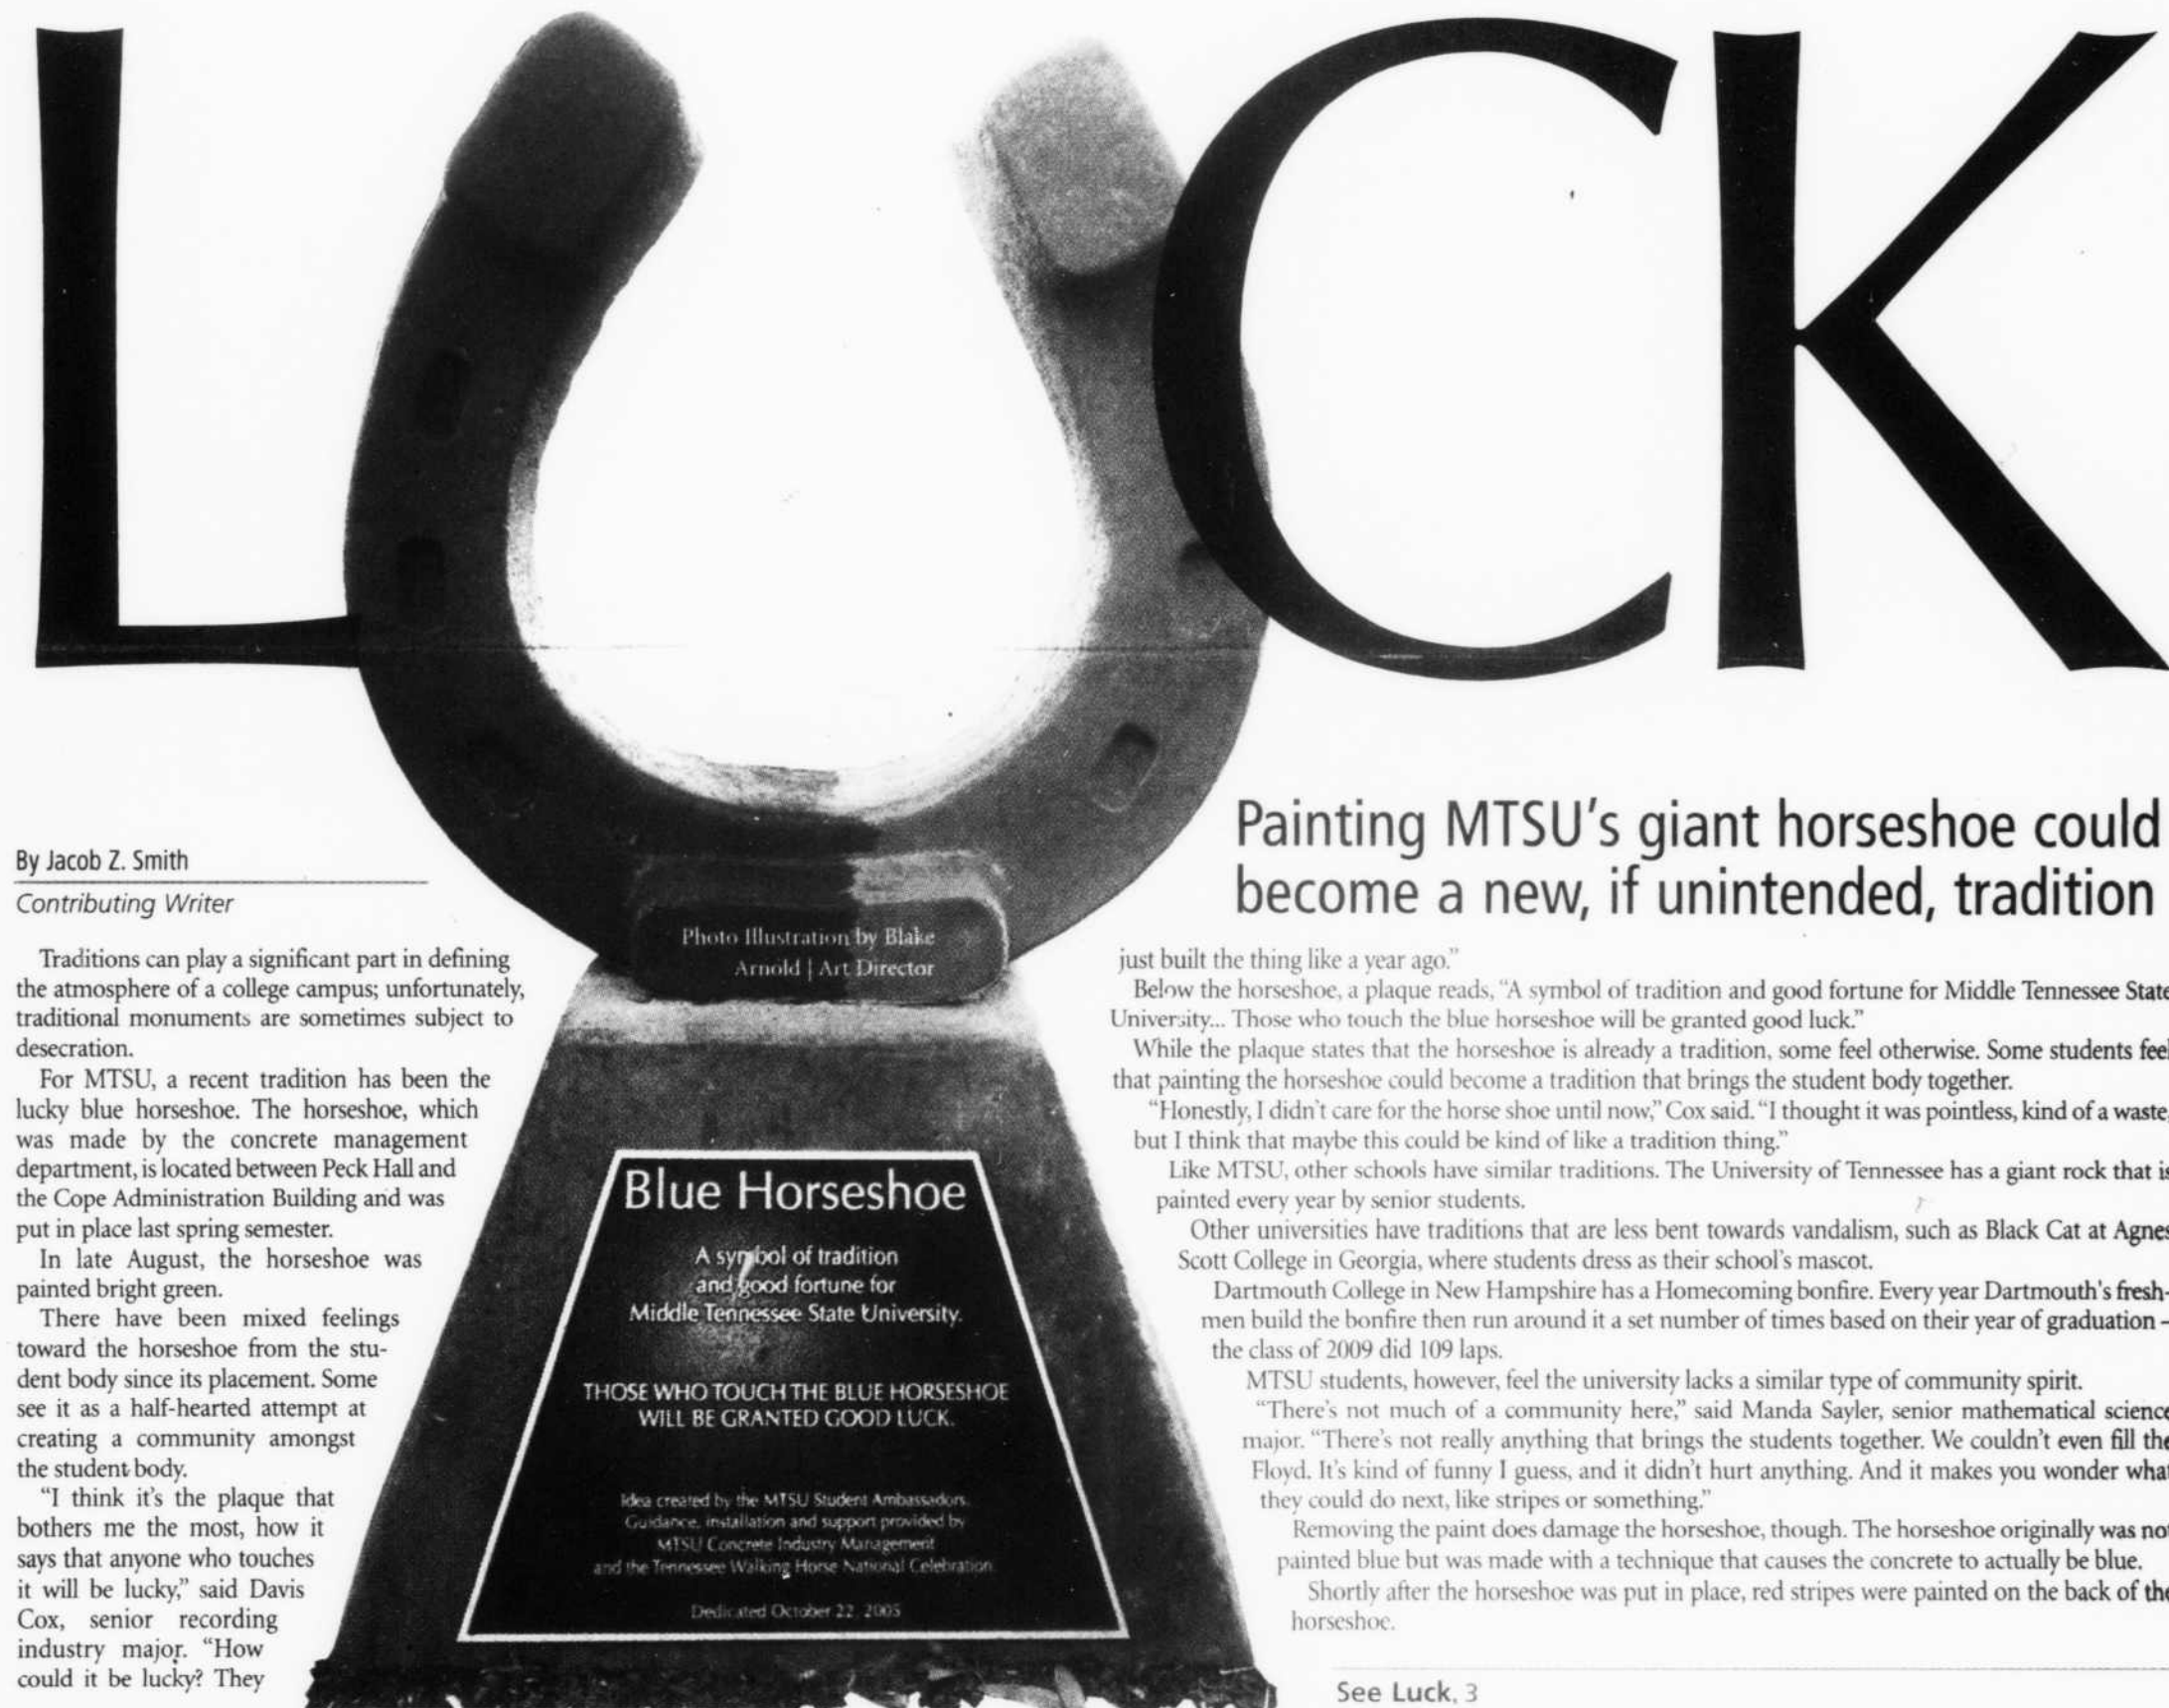 LUCK
Painting MTSU's giant horseshoe could
become a new, if unintended, tradition
By Jacob Z. Smith
Contributing Writer
Traditions can play a significant part in defining
the atmosphere of a college campus; unfortunately,
traditional monuments are sometimes subject to
desecration.
For MTSU, a recent tradition has been the
lucky blue horseshoe. The horseshoe, which
was made by the concrete management
department, is located between Peck Hall and
the Cope Administration Building and was
put in place last spring semester.
In late August, the horseshoe was
painted bright green.
There have been mixed feelings
toward the horseshoe from the stu-
dent body since its placement. Some
see it as a half-hearted attempt at
creating a community amongst
the student body.
"I think it's the plaque that
bothers me the most, how it
says that anyone who touches
it will be lucky," said Davis
Cox, senior recording
industry major. "How
could it be lucky? They
Photo Illustration by Blake
Arnold | Art Director
Blue Horseshoe
A symbol of tradition
and good fortune for
Middle Tennessee State University.
THOSE WHO TOUCH THE BLUE HORSESHOE
WILL BE GRANTED GOOD LUCK.
Idea created by the MTSU Student Ambassadors.
Guidance, installation and support provided by
MTSU Concrete Industry Management
and the Tennessee Walking Horse National Celebration.
Dedicated October 22, 2005
just built the thing like a year ago."
Below the horseshoe, a plaque reads, "A symbol of tradition and good fortune for Middle Tennessee State
University... Those who touch the blue horseshoe will be granted good luck."
While the plaque states that the horseshoe is already a tradition, some feel otherwise. Some students feel
that painting the horseshoe could become a tradition that brings the student body together.
"Honestly, I didn't care for the horse shoe until now," Cox said. "I thought it was pointless, kind of a waste,
but I think that maybe this could be kind of like a tradition thing."
Like MTSU, other schools have similar traditions. The University of Tennessee has a giant rock that is
painted every year by senior students.
Other universities have traditions that are less bent towards vandalism, such as Black Cat at Agnes
Scott College in Georgia, where students dress as their school's mascot.
Dartmouth College in New Hampshire has a Homecoming bonfire. Every year Dartmouth's fresh-
men build the bonfire then run around it a set number of times based on their year of graduation –
the class of 2009 did 109 laps.
MTSU students, however, feel the university lacks a similar type of community spirit.
"There's not much of a community here," said Manda Sayler, senior mathematical science
major. "There's not really anything that brings the students together. We couldn't even fill the
Floyd. It's kind of funny I guess, and it didn't hurt anything. And it makes you wonder what
they could do next, like stripes or something."
Removing the paint does damage the horseshoe, though. The horseshoe originally was not
painted blue but was made with a technique that causes the concrete to actually be blue.
Shortly after the horseshoe was put in place, red stripes were painted on the back of the
horseshoe.
See Luck, 3